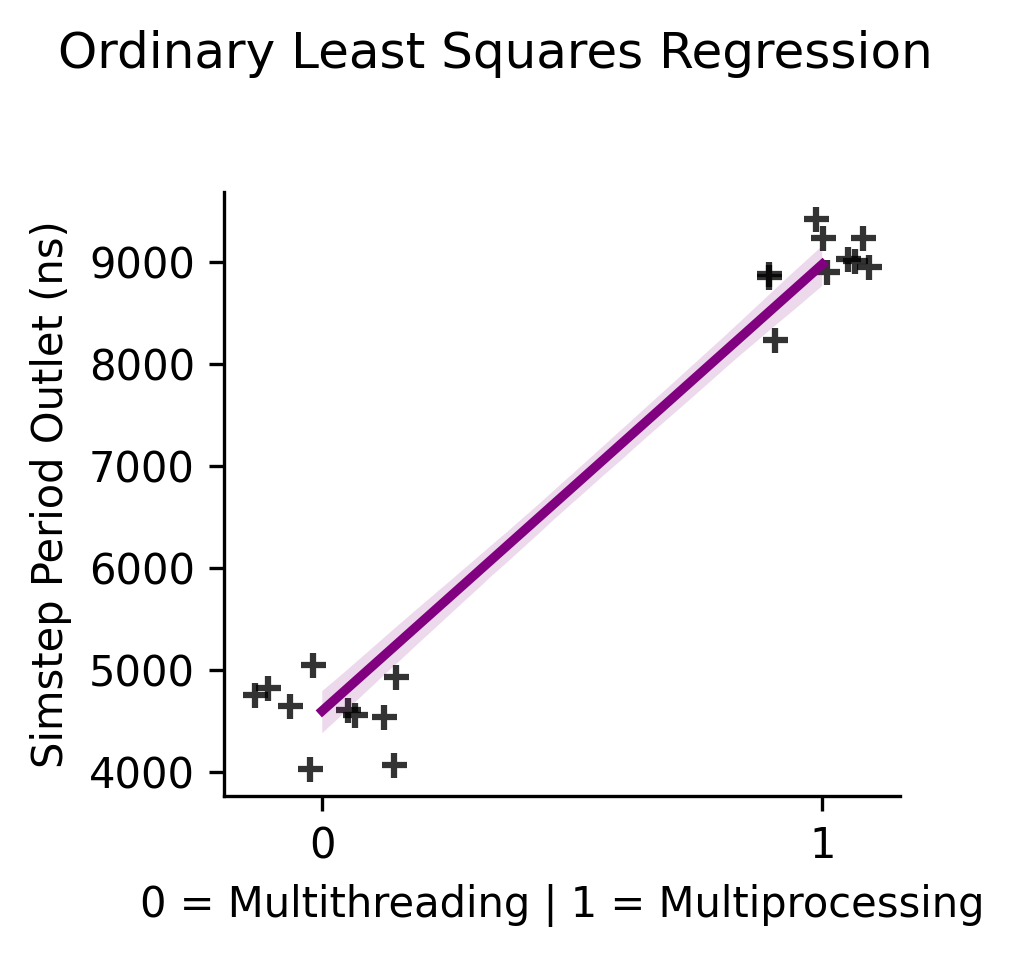 Ordinary Least Squares Regression
Simstep Period Outlet (ns)
9000
8000
7000
6000
5000
4000
0 1
0 = Multithreading | 1 = Multiprocessing